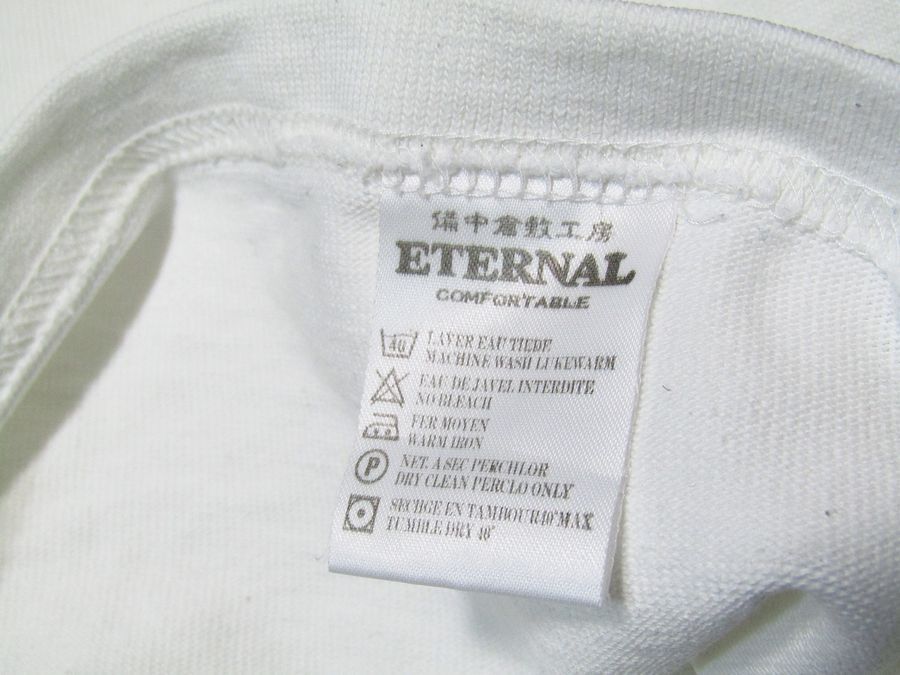 備中倉敷工房
ETERNAL
COMFORTABLE
40 LAVER EAU TIEDE
MACHINE WASH LUKEWARM
EAU DE JAVEL INTERDITE
NO BLEACH
FER MOYEN
WARM IRON
P NET. A SEC PERCHLOR
DRY CLEAN PERCLO ONLY
SECHGE EN TAMBOUR 40° MAX
TUMBLE DRY 40°